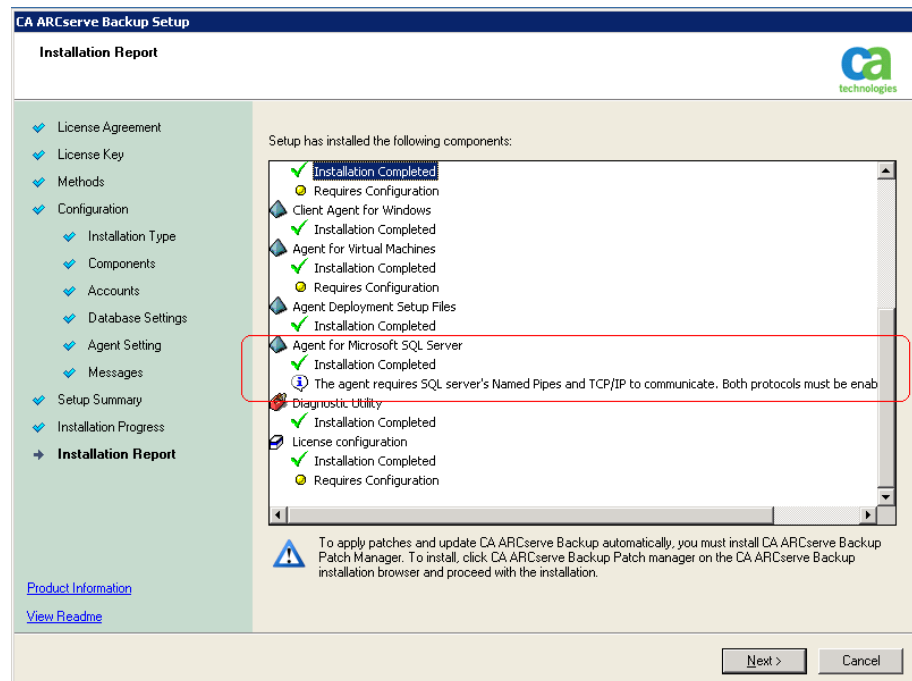 CA ARCserve Backup Setup
Installation Report
ca
technologies
License Agreement
License Key
Methods
Configuration
Installation Type
Components
Accounts
Database Settings
Agent Setting
Messages
Setup Summary
Installation Progress
Installation Report
Product Information
View Readme
Setup has installed the following components:
Installation Completed
Requires Configuration
Client Agent for Windows
Installation Completed
Agent for Virtual Machines
Installation Completed
Requires Configuration
Agent Deployment Setup Files
Installation Completed
Agent for Microsoft SQL Server
Installation Completed
The agent requires SQL server's Named Pipes and TCP/IP to communicate. Both protocols must be enab
Diagnostic Utility
Installation Completed
License configuration
Installation Completed
Requires Configuration
To apply patches and update CA ARCserve Backup automatically, you must install CA ARCserve Backup
Patch Manager. To install, click CA ARCserve Backup Patch manager on the CA ARCserve Backup
installation browser and proceed with the installation.
Next >
Cancel